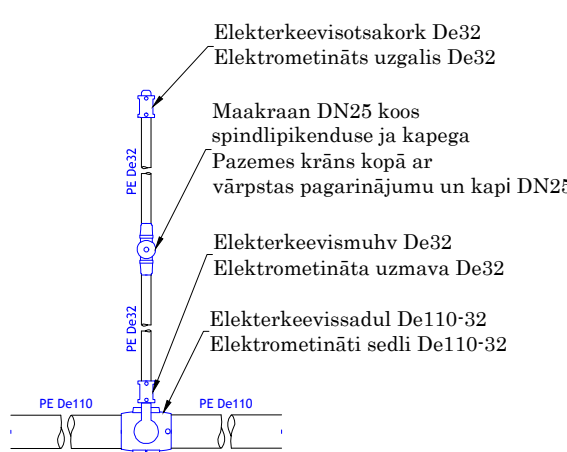 Elekterkeevisotsakork De32
Elektrometināts uzgalis De32
Maakraan DN25 koos
spindlipikenduse ja kapega
Pazemes krāns kopā ar
vārpstas pagarinājumu un kapi DN25
PE De32
Elekterkeevismuhv De32
Elektrometināta uzmava De32
PE De32
Elekterkeevissadul De110-32
Elektrometināti sedli De110-32
PE De110
PE De110